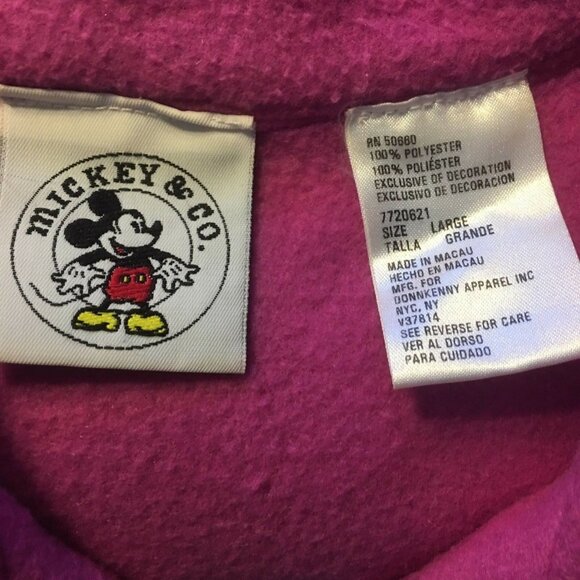 MICKEY & CO.
RN 50660
100% POLYESTER
100% POLIÉSTER
EXCLUSIVE OF DECORATION
EXCLUSIVO DE DECORACION
7720621
SIZE LARGE
TALLA GRANDE
MADE IN MACAU
HECHO EN MACAU
MFG. FOR
DONNKENNY APPAREL INC
NYC, NY
V37814
SEE REVERSE FOR CARE
VER AL DORSO
PARA CUIDADO